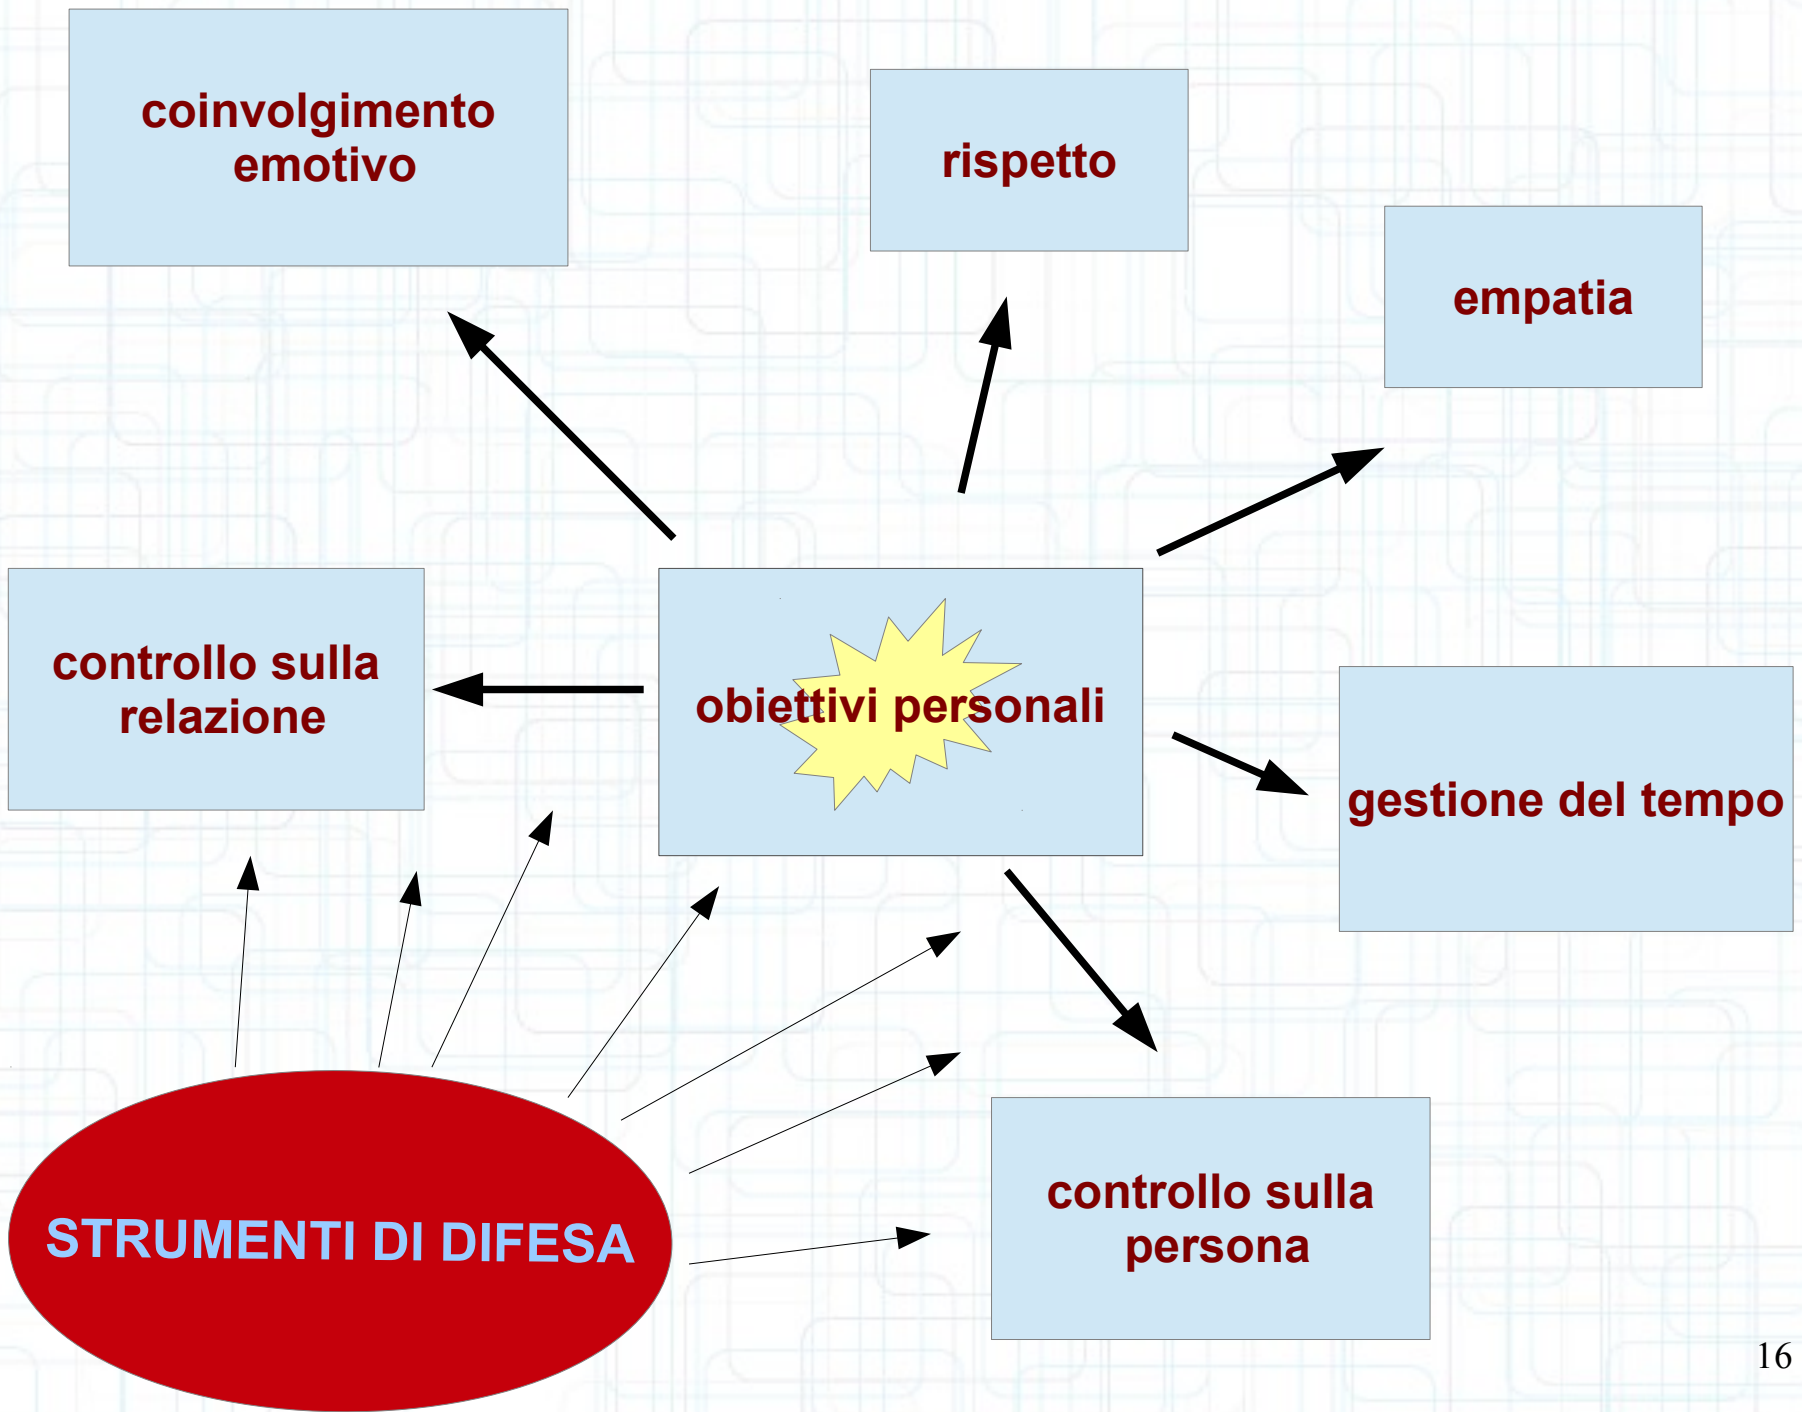 coinvolgimento
emotivo
rispetto
empatia
controllo sulla
relazione
obiettivi personali
gestione del tempo
STRUMENTI DI DIFESA
controllo sulla
persona
16